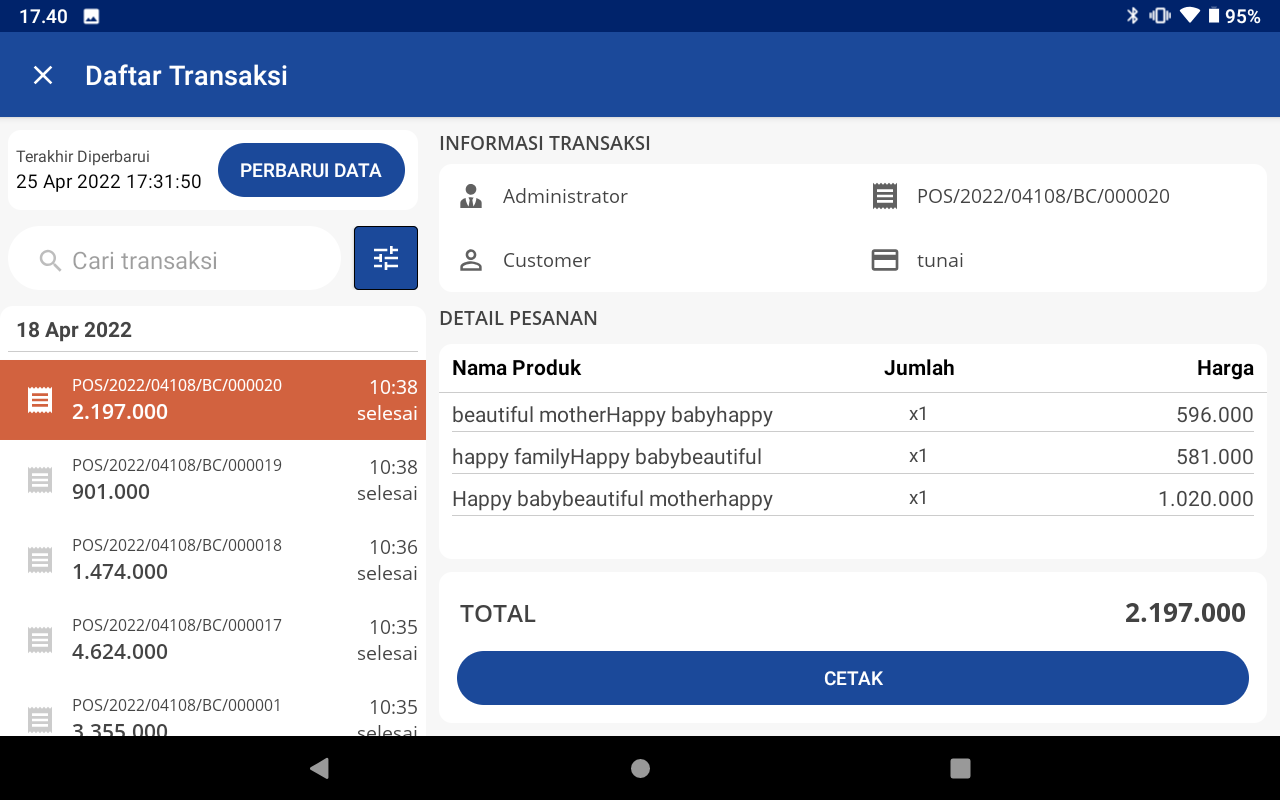 17.40
95%
Daftar Transaksi
Terakhir Diperbarui
25 Apr 2022 17:31:50
PERBARUI DATA
Cari transaksi
18 Apr 2022
POS/2022/04108/BC/000020 10:38
2.197.000 selesai
POS/2022/04108/BC/000019 10:38
901.000 selesai
POS/2022/04108/BC/000018 10:36
1.474.000 selesai
POS/2022/04108/BC/000017 10:35
4.624.000 selesai
POS/2022/04108/BC/000001 10:35
3.355.000 selesai
INFORMASI TRANSAKSI
Administrator POS/2022/04108/BC/000020
Customer tunai
DETAIL PESANAN
Nama Produk Jumlah Harga
beautiful motherHappy babyhappy x1 596.000
happy familyHappy babybeautiful x1 581.000
Happy babybeautiful motherhappy x1 1.020.000
TOTAL 2.197.000
CETAK